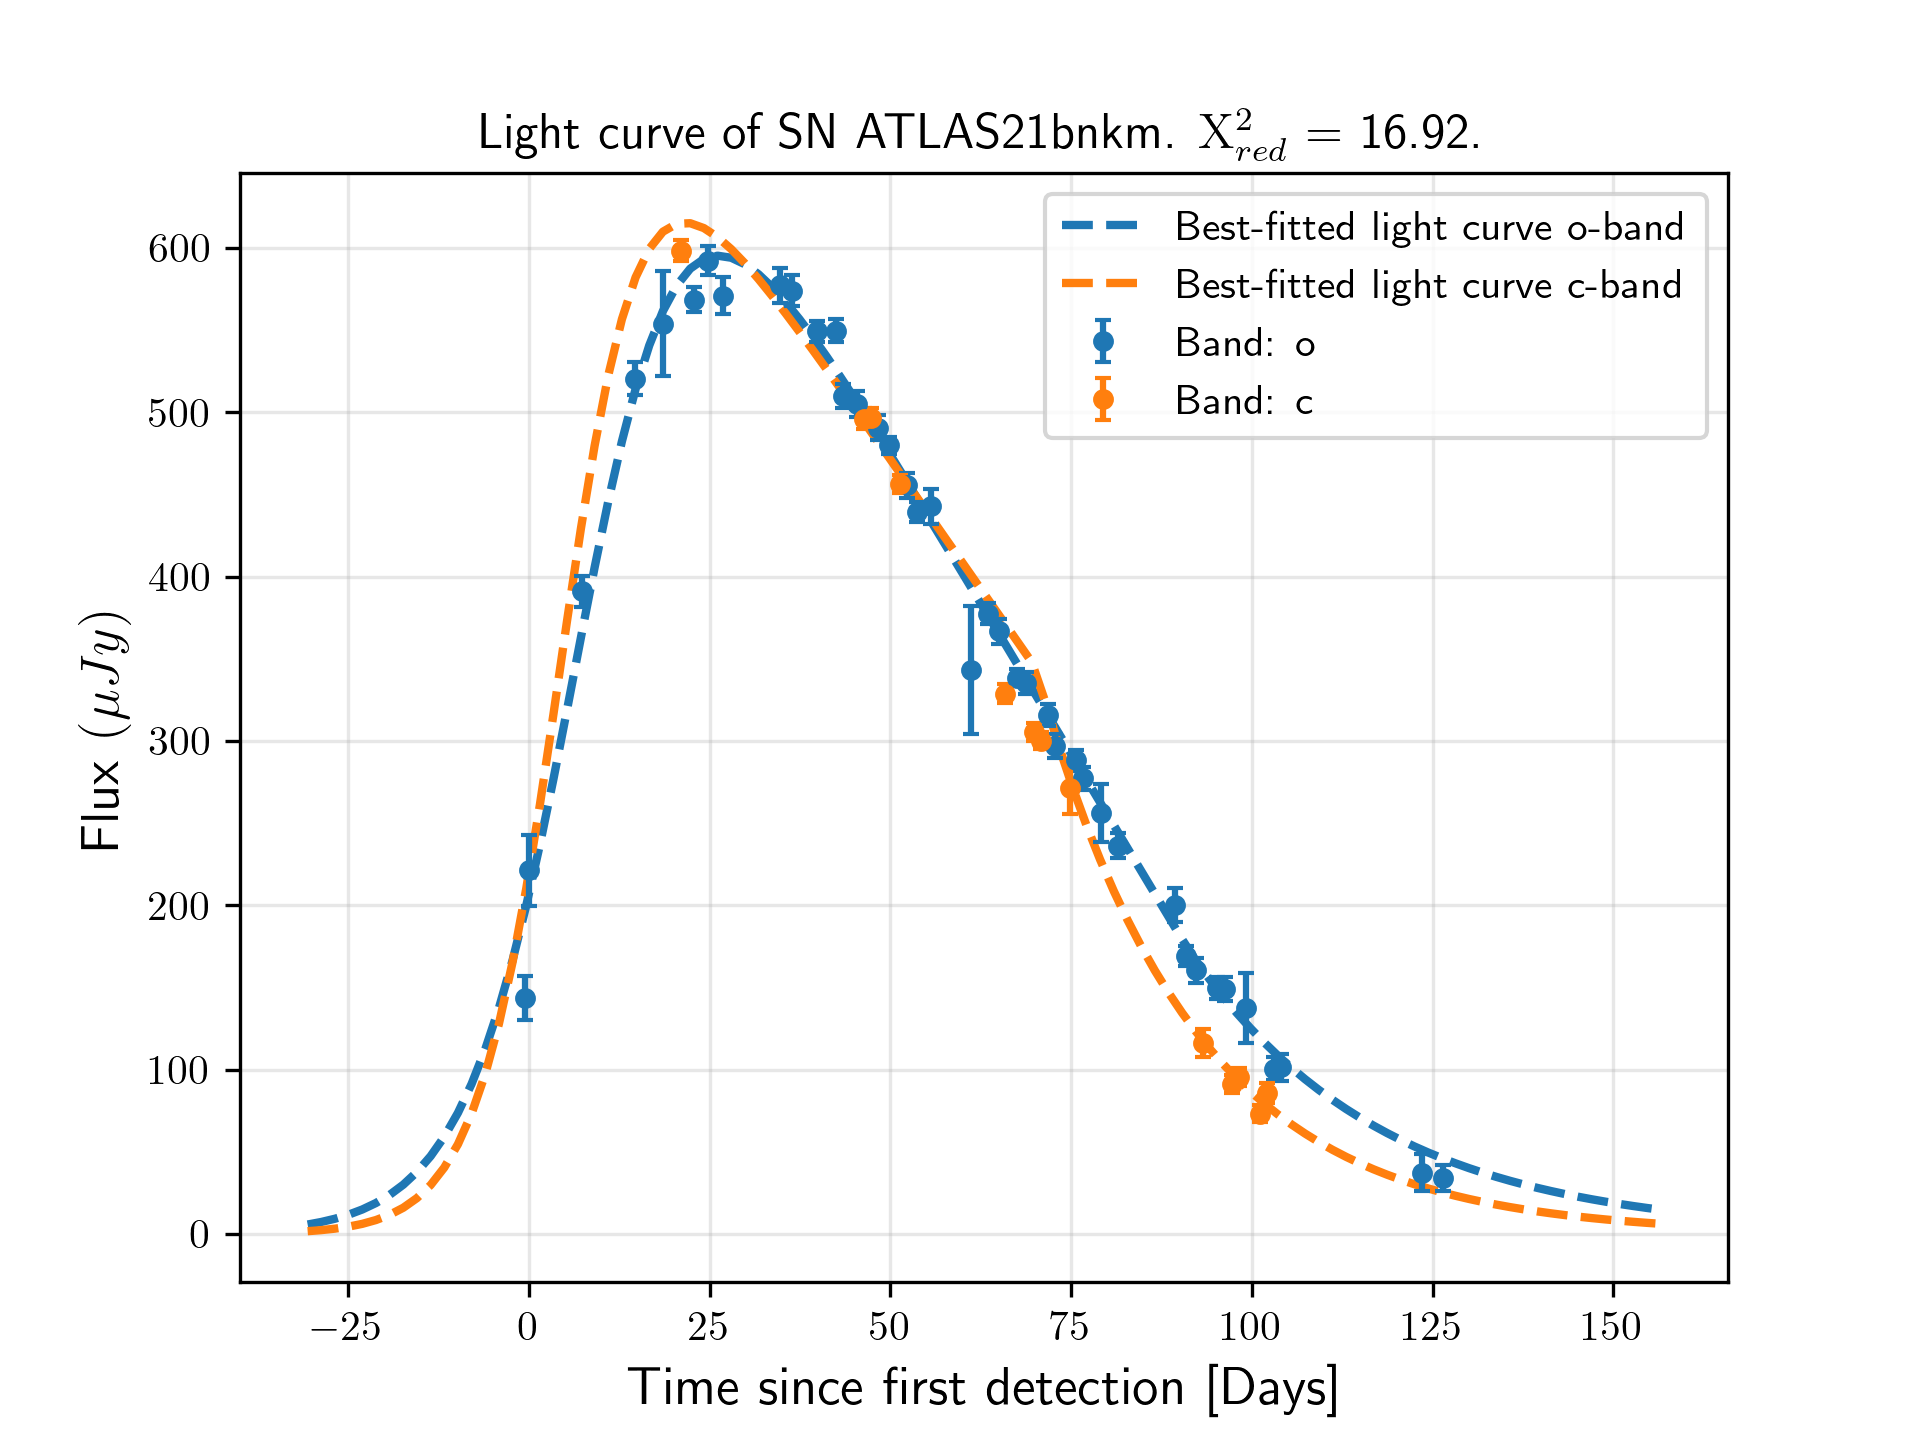 Light curve of SN ATLAS21bnkm. X²_red = 16.92.
Best-fitted light curve o-band
Best-fitted light curve c-band
Band: o
Band: c
600
500
400
300
200
100
0
Flux (μJy)
−25 0 25 50 75 100 125 150
Time since first detection [Days]